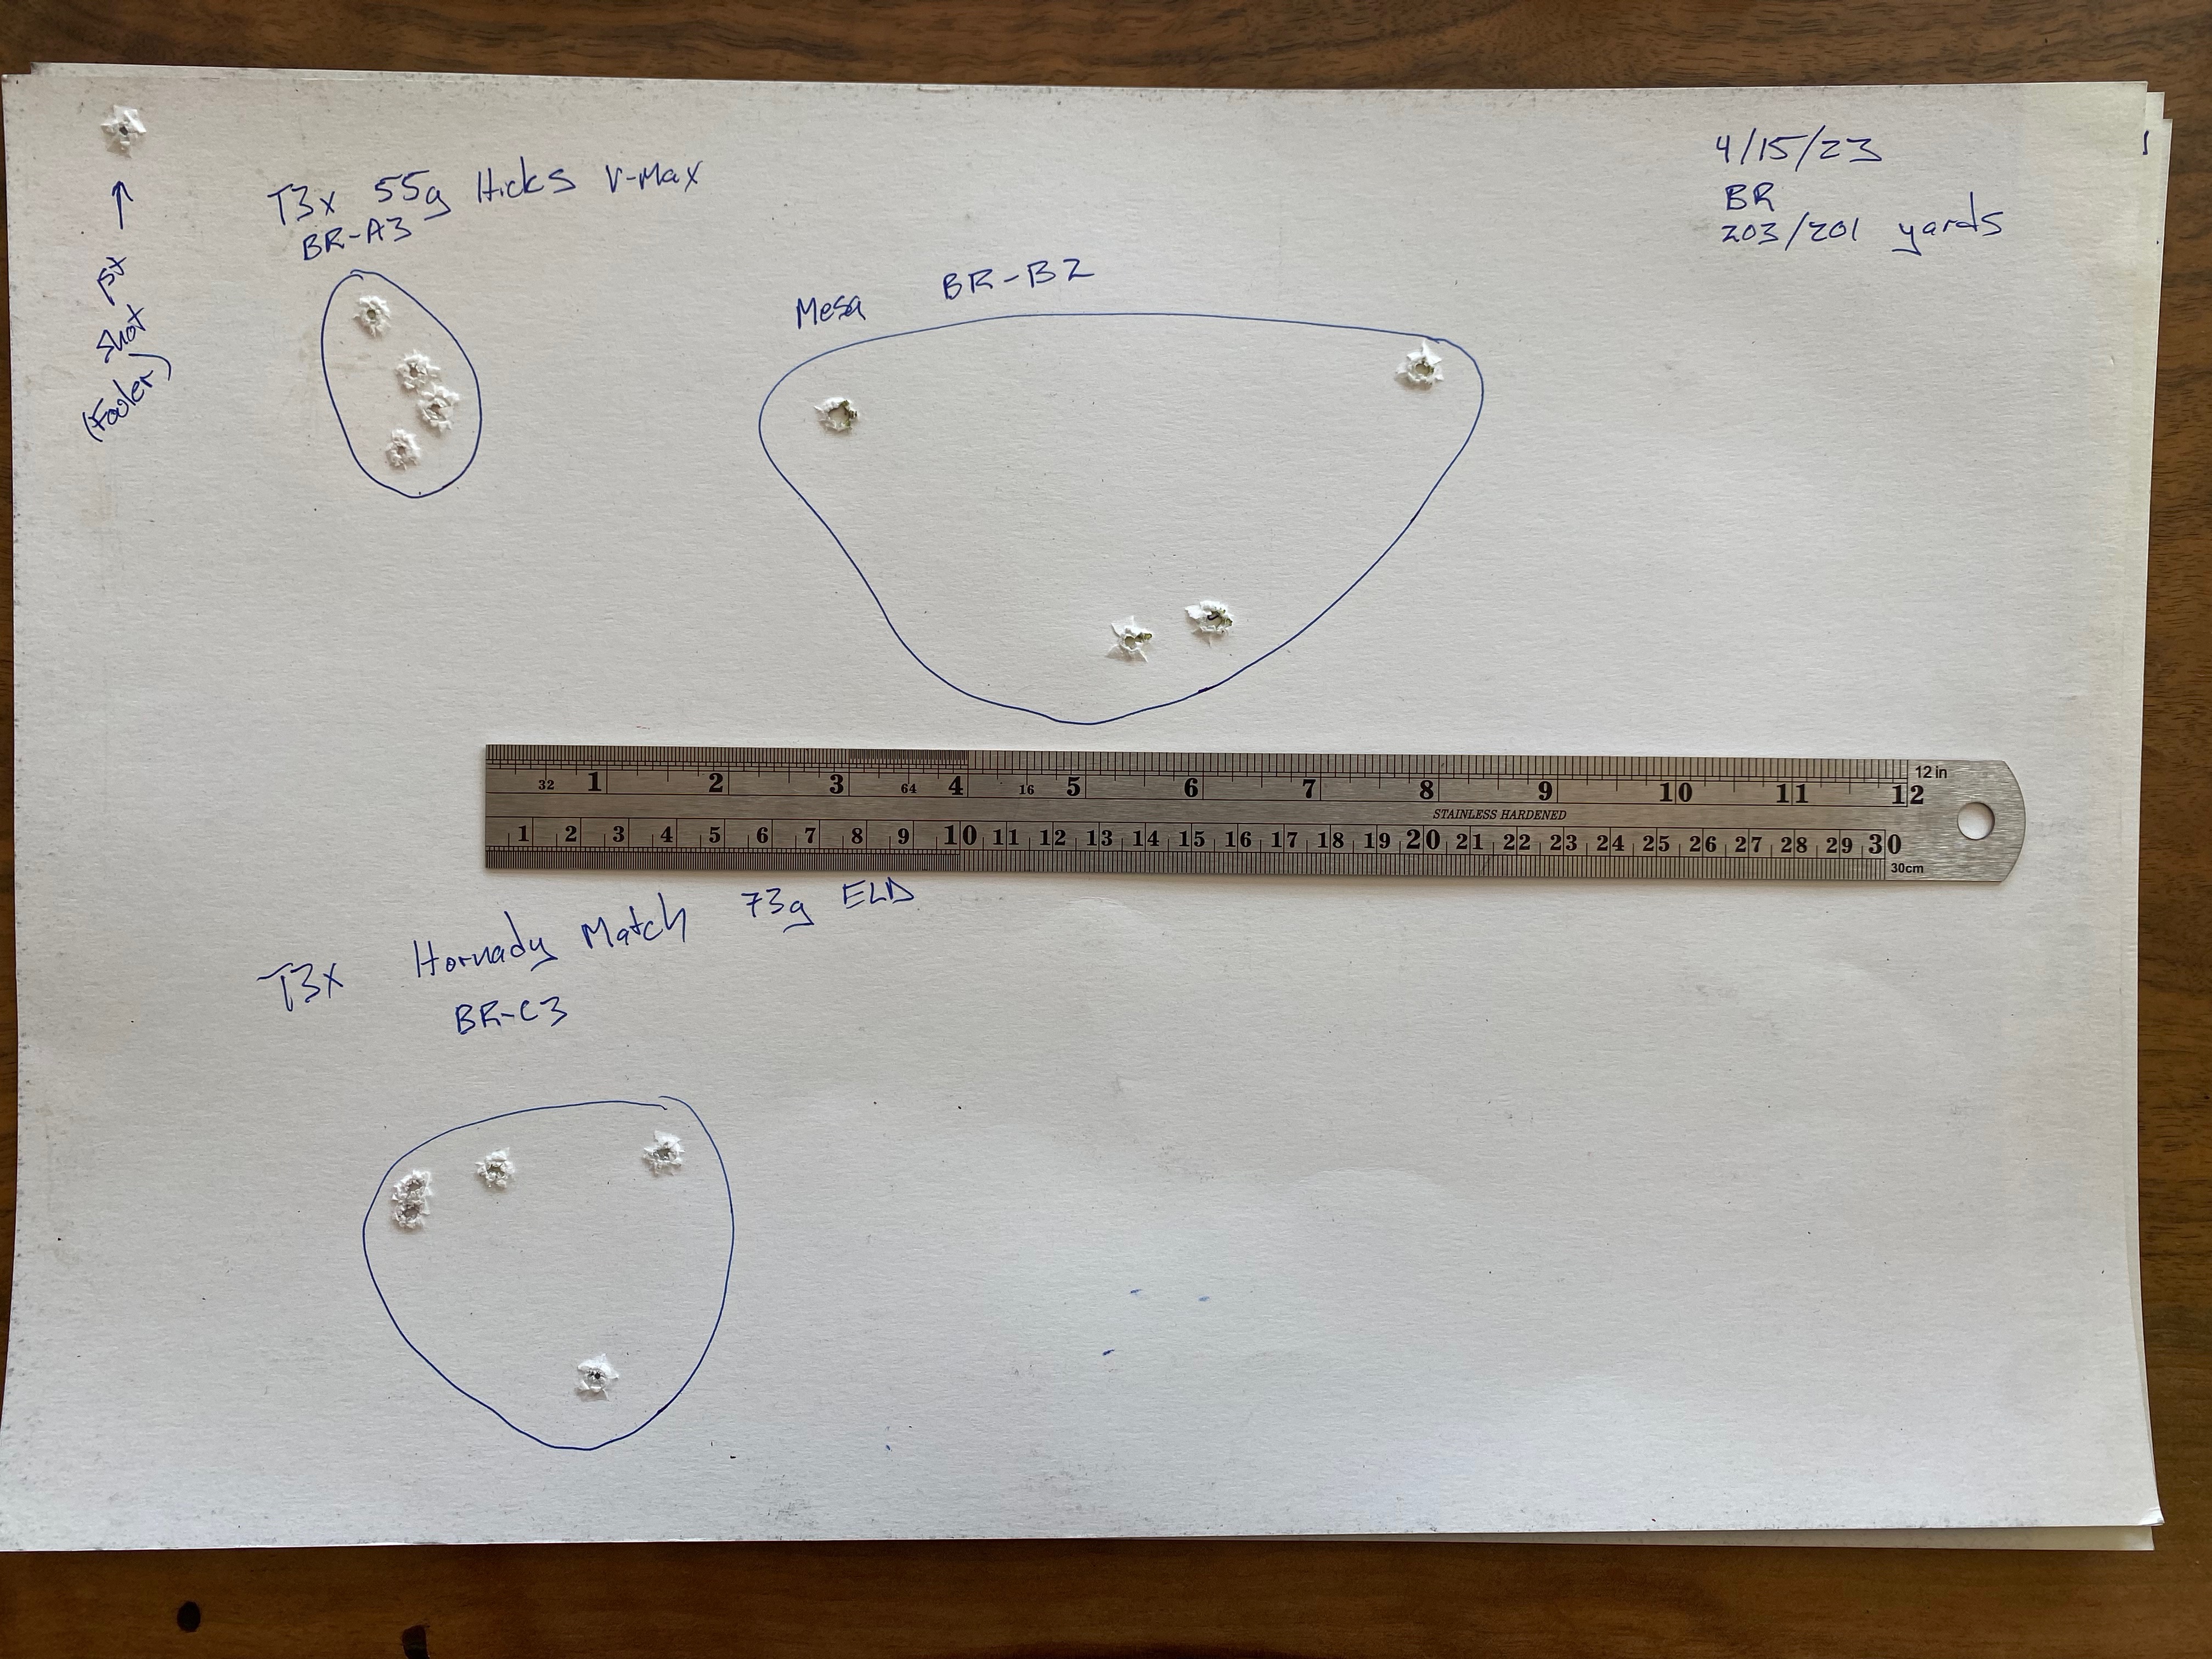 4/15/23
BR
203/201 yards
T3x 55g Hicks V-Max
BR-A3
1st shot
(Fouler)
Mesa BR-B2
32 1 2 3 64 4 16 5 6 7 8 9 10 11 12
12 in
STAINLESS HARDENED
1 2 3 4 5 6 7 8 9 10 11 12 13 14 15 16 17 18 19 20 21 22 23 24 25 26 27 28 29 30
30cm
T3x Hornady Match 73g ELD
BR-C3